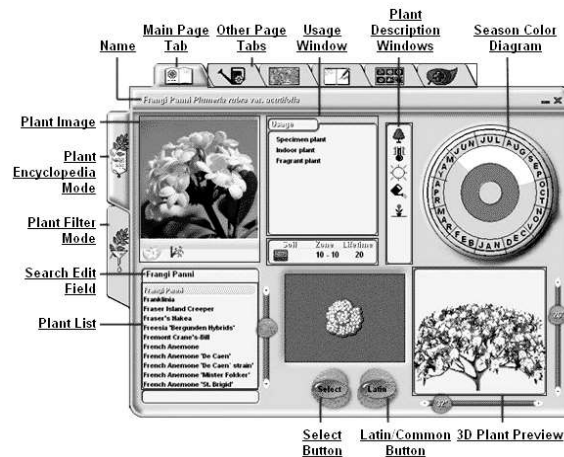 Name
Main Page
Tab
Other Page
Tabs
Usage
Window
Plant
Description
Windows
Season Color
Diagram
Frangi Panni Plumeria rubra var. acutifolia
Plant Image
Plant
Encyclopedia
Mode
Plant Filter
Mode
Search Edit
Field
Plant List
Usage
Specimen plant
Indoor plant
Fragrant plant
Soil Zone Lifetime
10 - 10 20
JAN
FEB
MAR
APR
MAY
JUN
JUL
AUG
SEP
OCT
NOV
DEC
Frangi Panni
Frangi Panni
Franklinia
Fraser Island Creeper
Fraser's Hakea
Freesia 'Bergunden Hybrids'
Fremont Crane's-Bill
French Anemone
French Anemone 'De Caen'
French Anemone 'De Caen' strain'
French Anemone 'Mister Fokker'
French Anemone 'St. Brigid'
Select
Latin
Select
Button
Latin/Common
Button
3D Plant Preview